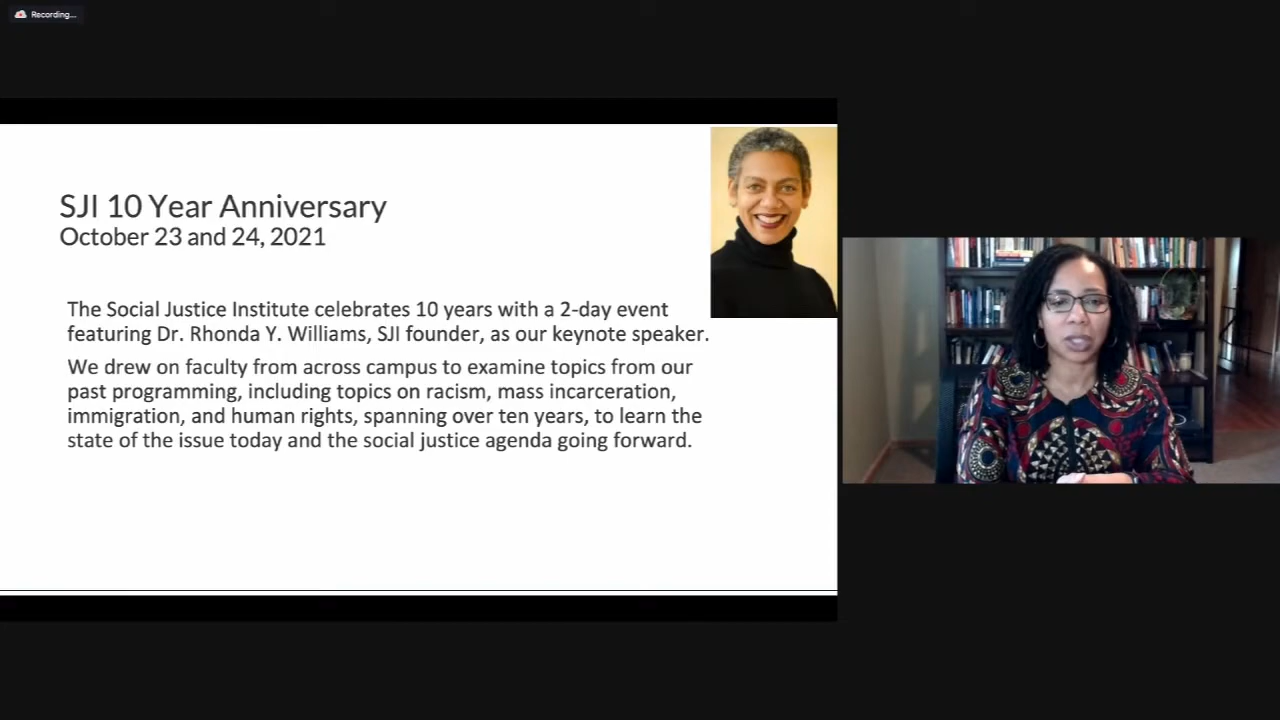 Recording...
SJI 10 Year Anniversary
October 23 and 24, 2021
The Social Justice Institute celebrates 10 years with a 2-day event
featuring Dr. Rhonda Y. Williams, SJI founder, as our keynote speaker.
We drew on faculty from across campus to examine topics from our
past programming, including topics on racism, mass incarceration,
immigration, and human rights, spanning over ten years, to learn the
state of the issue today and the social justice agenda going forward.